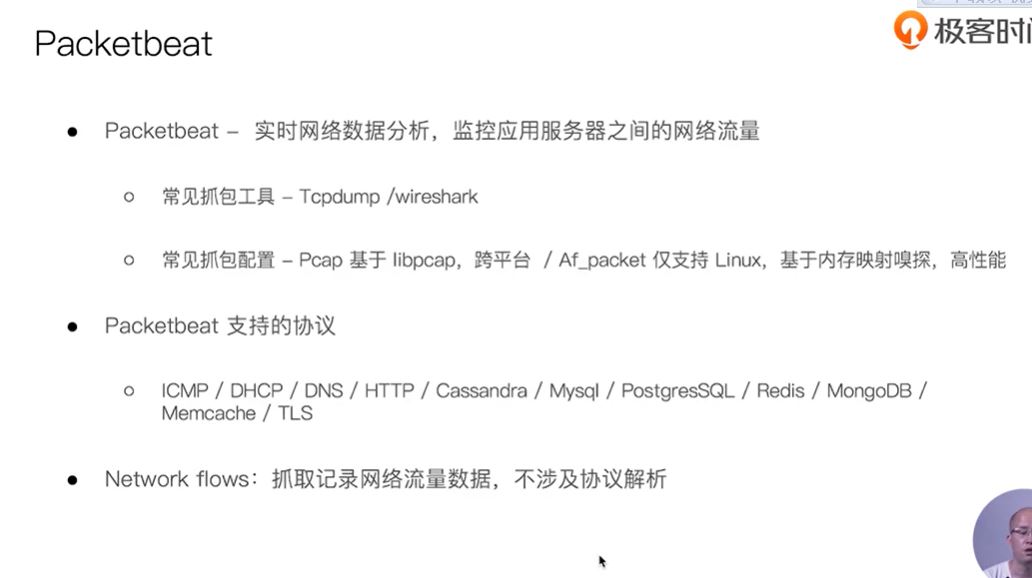 Packetbeat
极客时间
● Packetbeat – 实时网络数据分析，监控应用服务器之间的网络流量
○ 常见抓包工具 – Tcpdump /wireshark
○ 常见抓包配置 – Pcap 基于 libpcap，跨平台 / Af_packet 仅支持 Linux，基于内存映射嗅探，高性能
● Packetbeat 支持的协议
○ ICMP / DHCP / DNS / HTTP / Cassandra / Mysql / PostgresSQL / Redis / MongoDB /
Memcache / TLS
● Network flows：抓取记录网络流量数据，不涉及协议解析